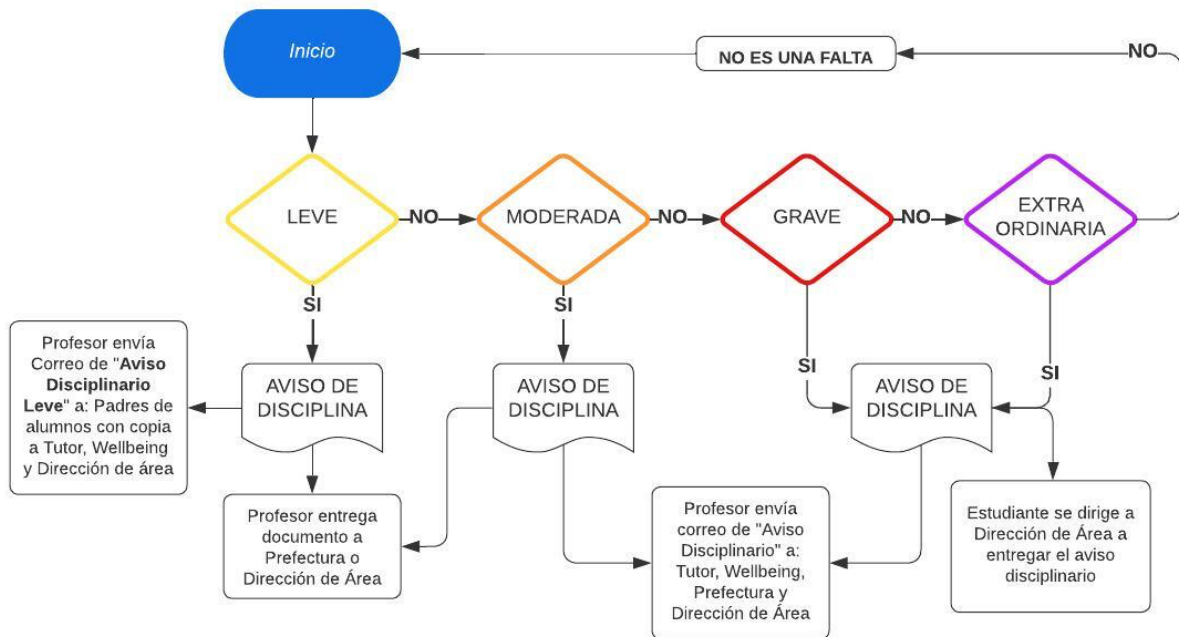 Inicio
NO ES UNA FALTA
NO
LEVE
NO
MODERADA
NO
GRAVE
NO
EXTRA
ORDINARIA
SI
SI
SI
SI
Profesor envía
Correo de "Aviso
Disciplinario
Leve" a: Padres de
alumnos con copia
a Tutor, Wellbeing
y Dirección de área
AVISO DE
DISCIPLINA
AVISO DE
DISCIPLINA
AVISO DE
DISCIPLINA
Profesor entrega
documento a
Prefectura o
Dirección de Área
Profesor envía
correo de "Aviso
Disciplinario" a:
Tutor, Wellbeing,
Prefectura y
Dirección de Área
Estudiante se dirige a
Dirección de Área a
entregar el aviso
disciplinario